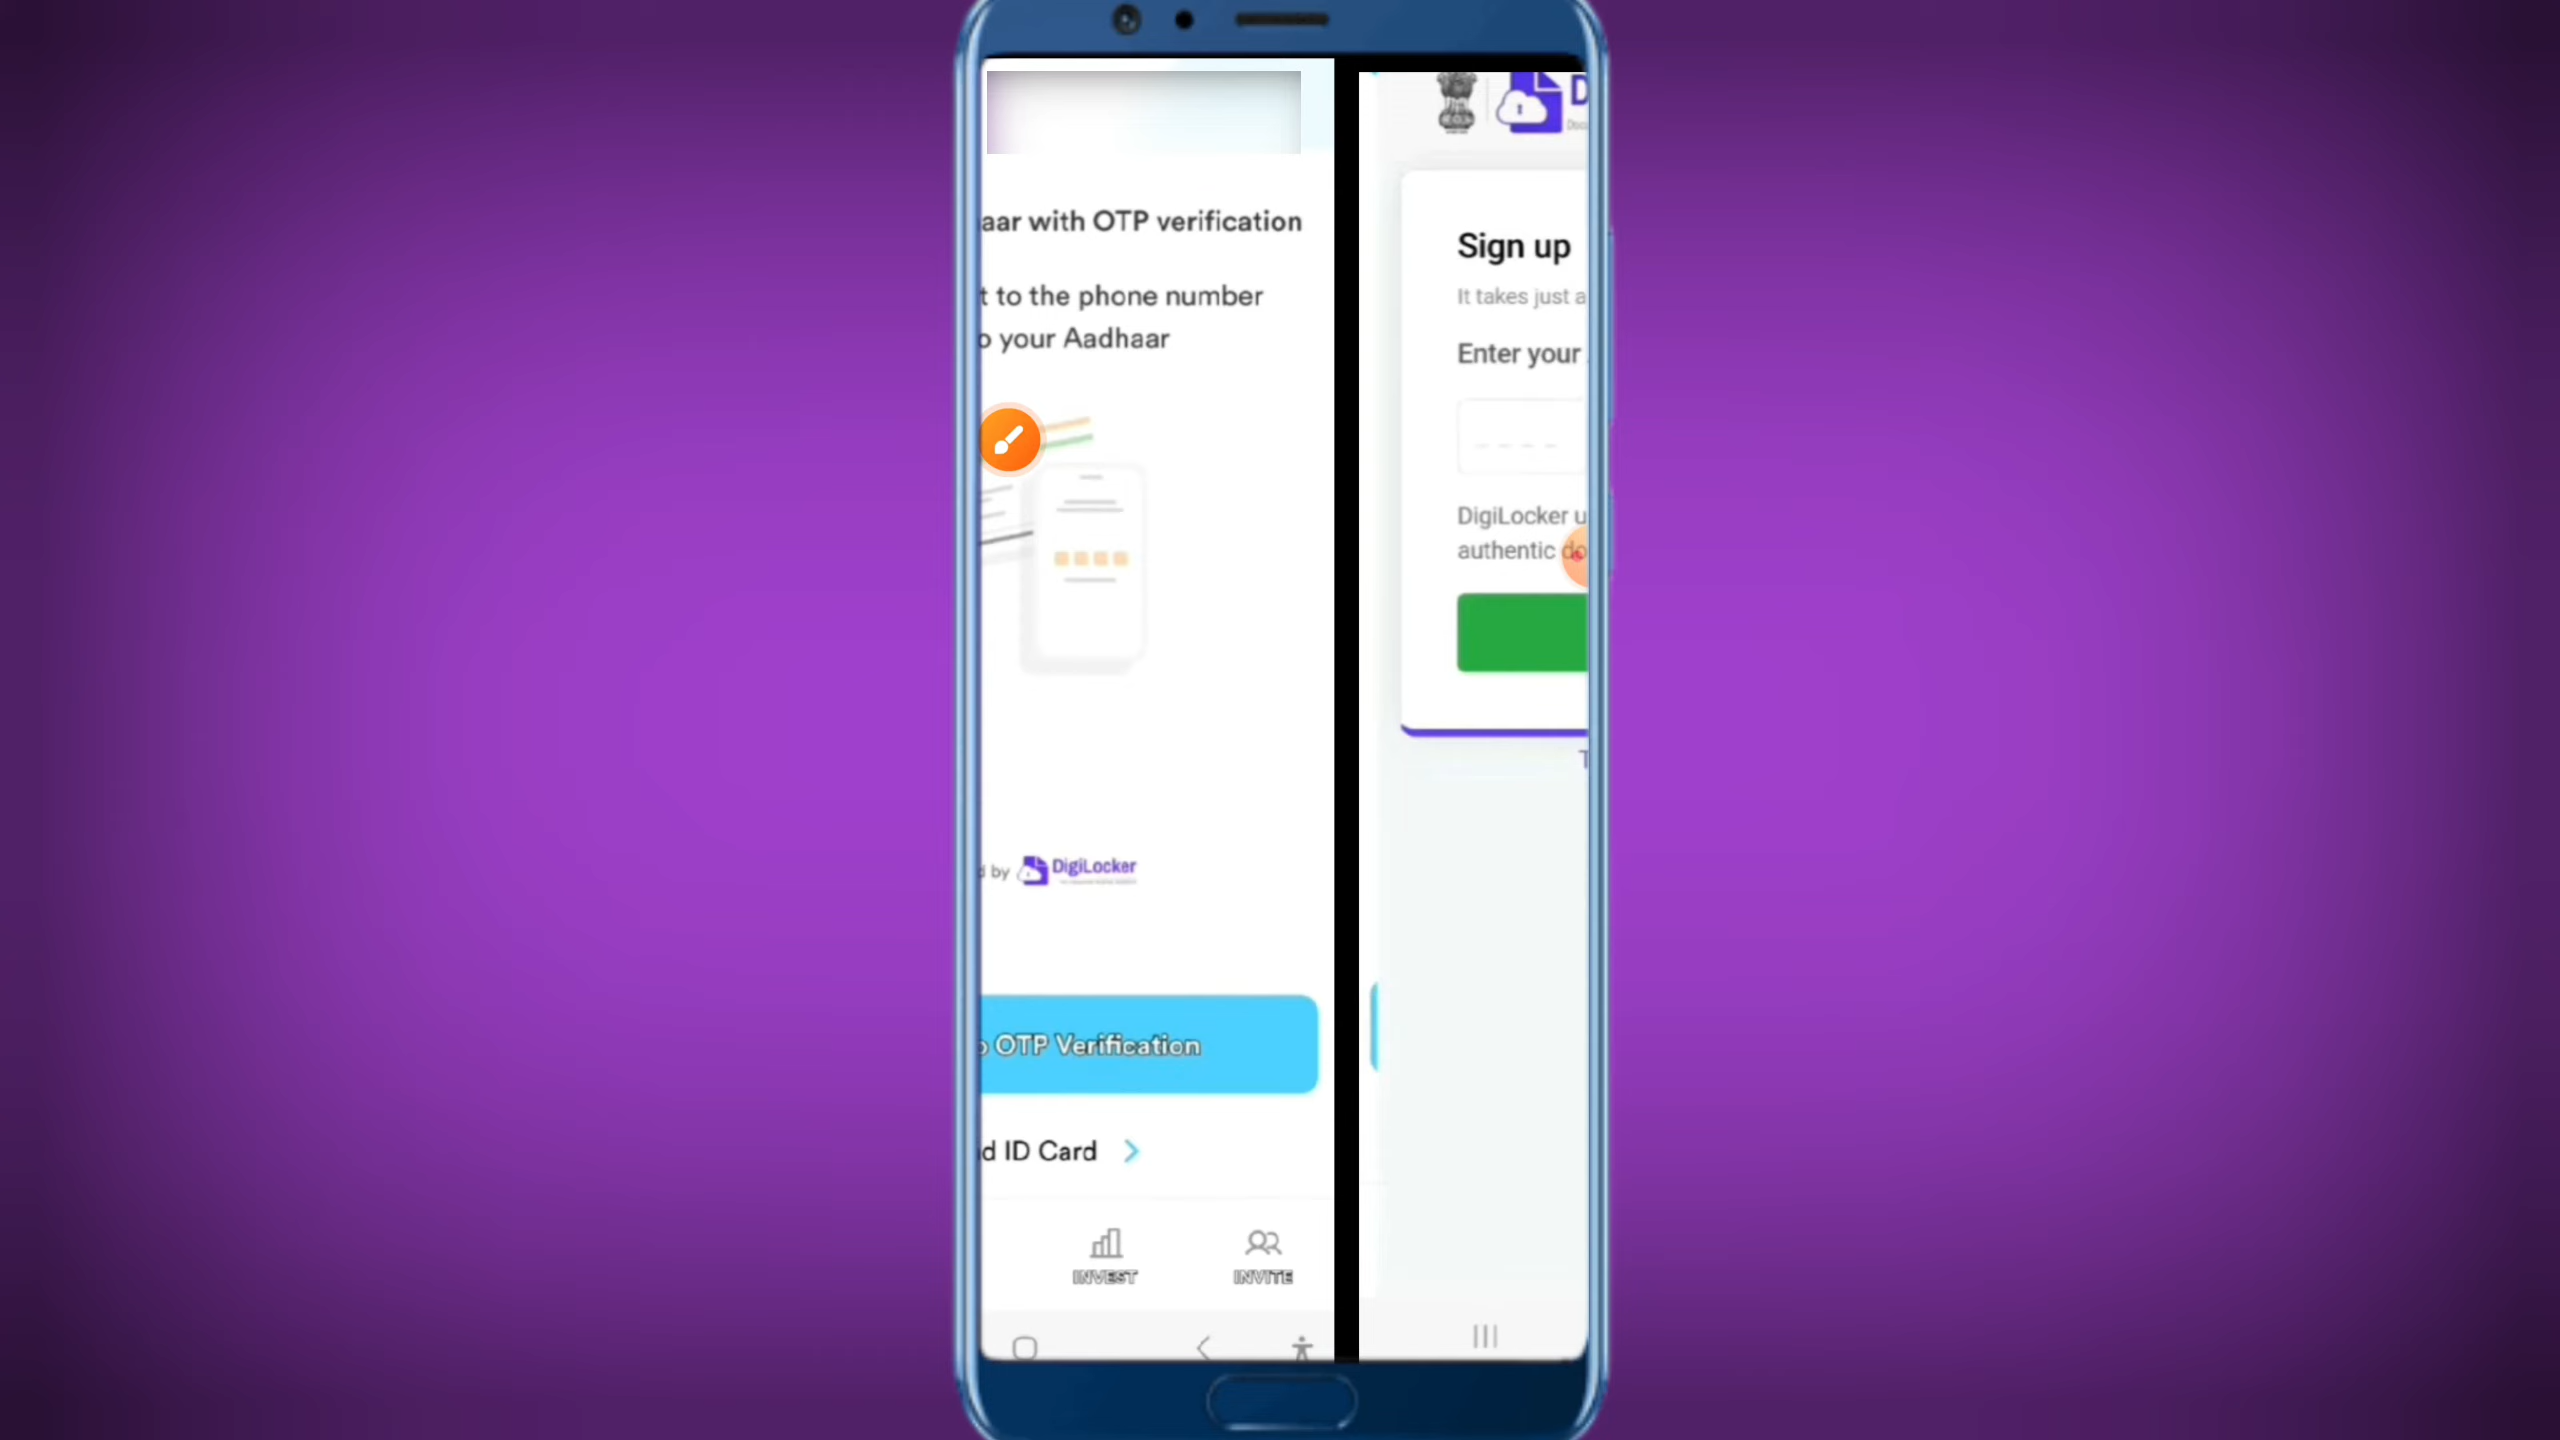 aar with OTP verification
t to the phone number
o your Aadhaar
d by DigiLocker
o OTP Verification
d ID Card
INVEST
INVITE
D
Sign up
It takes just a
Enter your
DigiLocker u
authentic do
T